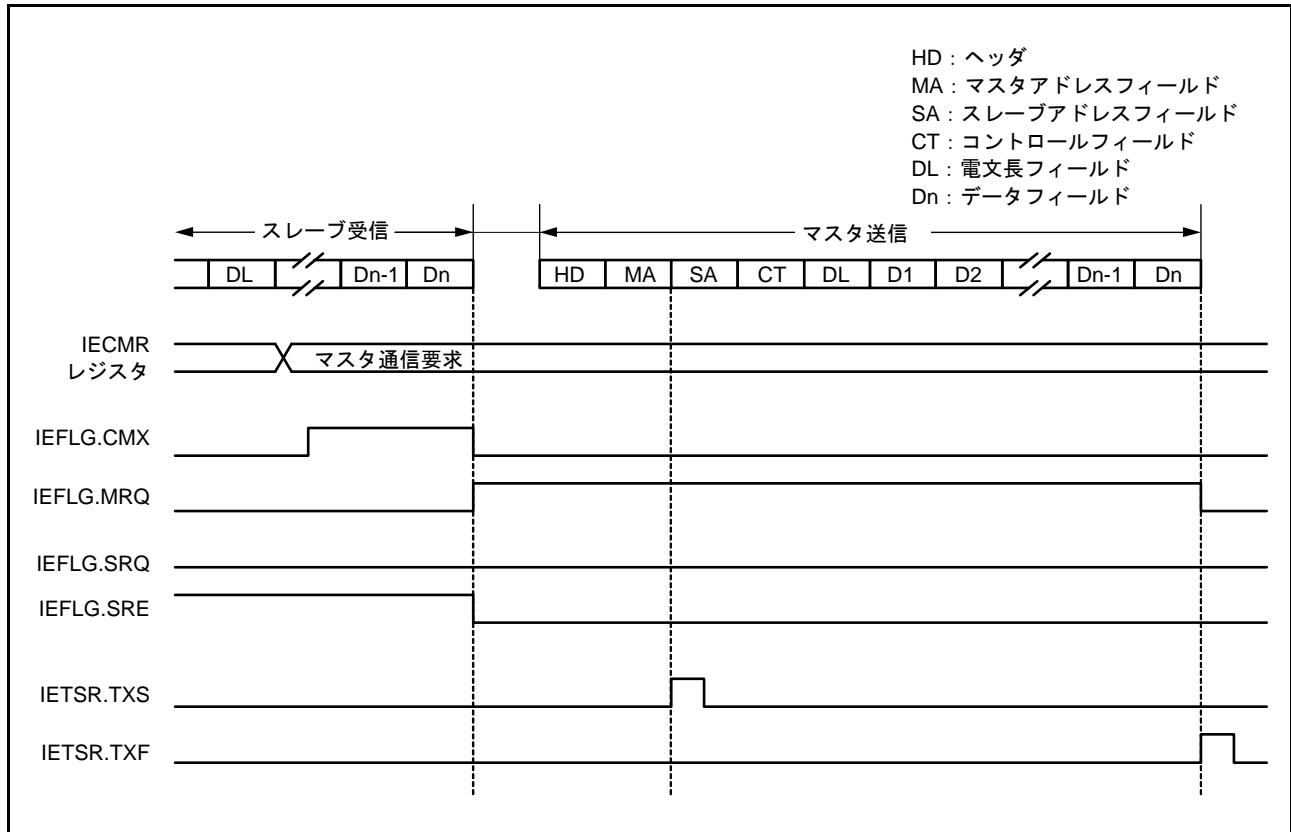 HD：ヘッダ
MA：マスタアドレスフィールド
SA：スレーブアドレスフィールド
CT：コントロールフィールド
DL：電文長フィールド
Dn：データフィールド
スレーブ受信 マスタ送信
DL Dn-1 Dn HD MA SA CT DL D1 D2 Dn-1 Dn
IECMR
レジスタ
マスタ通信要求
IEFLG.CMX
IEFLG.MRQ
IEFLG.SRQ
IEFLG.SRE
IETSR.TXS
IETSR.TXF